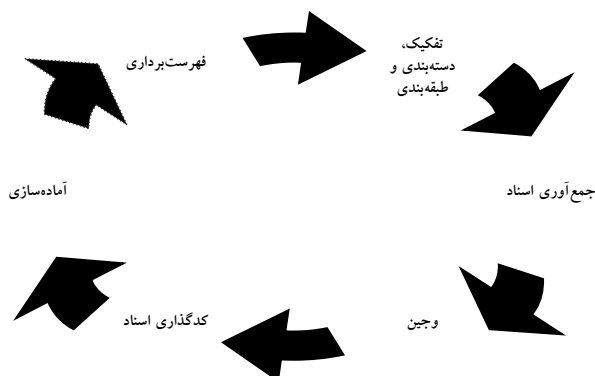 فهرست‌برداری
تفکیک،
دسته‌بندی و
طبقه‌بندی
جمع‌آوری اسناد
وجین
کدگذاری اسناد
آماده‌سازی